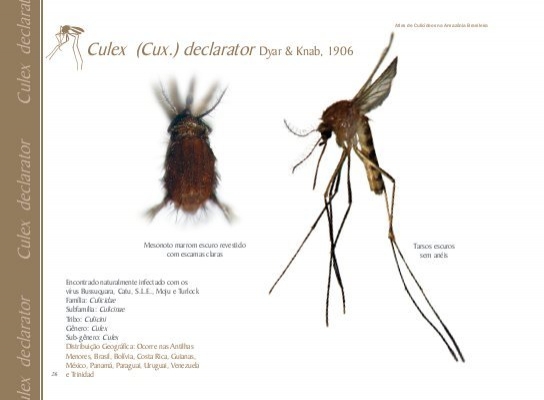 Atlas de Culicídeos na Amazônia Brasileira
Culex (Cux.) declarator Dyar & Knab, 1906
Culex declarator
Culex declarator
Culex declarator
Mesonoto marrom escuro revestido
com escamas claras
Tarsos escuros
sem anéis
Encontrado naturalmente infectado com os
vírus Bussuquara, Catu, S.L.E., Moju e Turlock
Família: Culicidae
Subfamília: Culicinae
Tribo: Culicini
Gênero: Culex
Sub-gênero: Culex
Distribuição Geográfica: Ocorre nas Antilhas
Menores, Brasil, Bolívia, Costa Rica, Guianas,
México, Panamá, Paraguai, Uruguai, Venezuela
e Trinidad